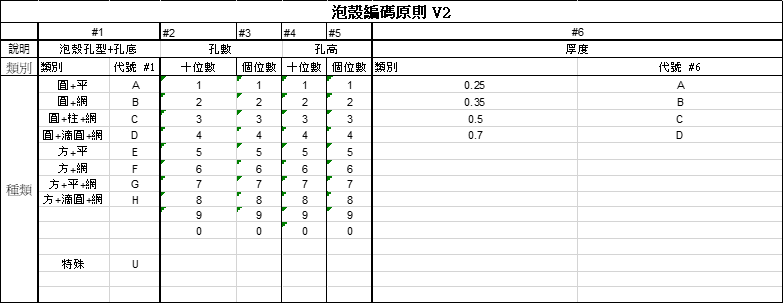 泡殼編碼原則 V2
#1 #2 #3 #4 #5 #6
說明 泡殼孔型+孔底 孔數 孔高 厚度
類別 類別 代號 #1 十位數 個位數 十位數 個位數 類別 代號 #6
種類
圓+平 A 1 1 1 1 0.25 A
圓+網 B 2 2 2 2 0.35 B
圓+柱+網 C 3 3 3 3 0.5 C
圓+滴圓+網 D 4 4 4 4 0.7 D
方+平 E 5 5 5 5
方+網 F 6 6 6 6
方+平+網 G 7 7 7 7
方+滴圓+網 H 8 8 8 8
9 9 9 9
0 0 0 0
特殊 U